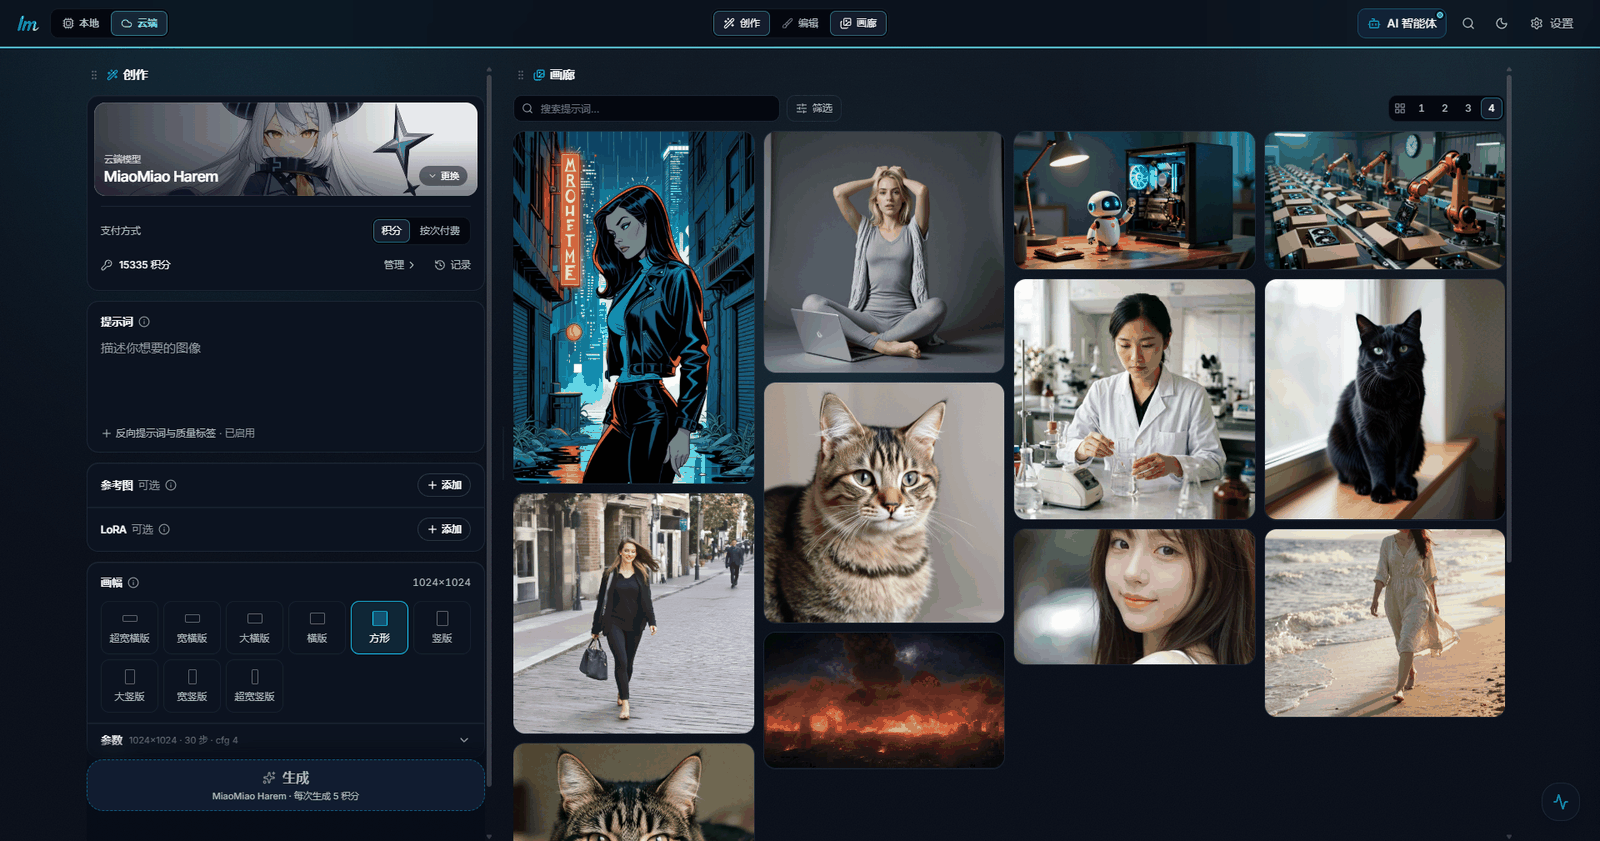 lm
本地
云端
创作
编辑
画廊
AI 智能体
设置
创作
云端模型
MiaoMiao Harem
更换
支付方式
积分
按次付费
15335 积分
管理
记录
提示词
描述你想要的图像
反向提示词与质量标签 · 已启用
参考图 可选
添加
LoRA 可选
添加
画幅
1024×1024
超宽横版
宽横版
大横版
横版
方形
竖版
大竖版
宽竖版
超宽竖版
参数 1024×1024 · 30 步 · cfg 4
生成
MiaoMiao Harem · 每次生成 5 积分
画廊
搜索提示词...
筛选
1
2
3
4
MROHETME